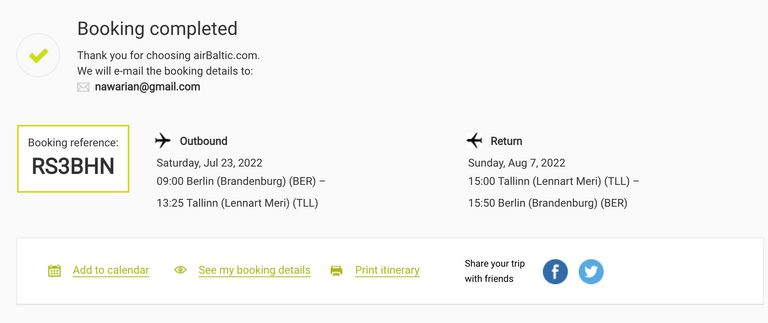 Booking completed
Thank you for choosing airBaltic.com.
We will e-mail the booking details to:
nawarian@gmail.com
Booking reference:
RS3BHN
Outbound
Saturday, Jul 23, 2022
09:00 Berlin (Brandenburg) (BER) –
13:25 Tallinn (Lennart Meri) (TLL)
Return
Sunday, Aug 7, 2022
15:00 Tallinn (Lennart Meri) (TLL) –
15:50 Berlin (Brandenburg) (BER)
Add to calendar
See my booking details
Print itinerary
Share your trip
with friends